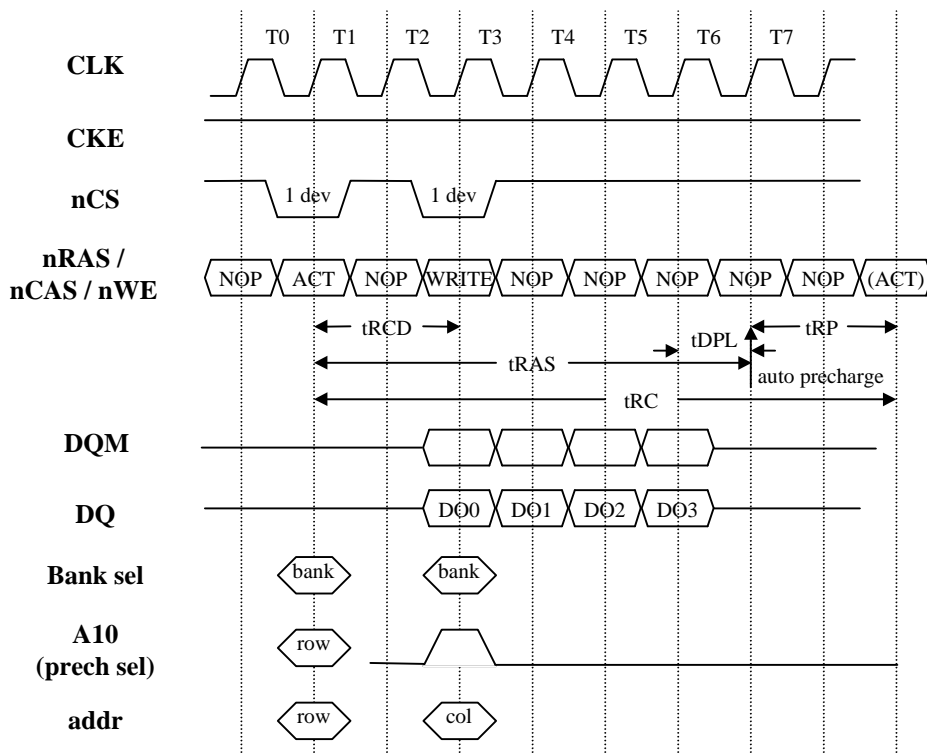 T0 T1 T2 T3 T4 T5 T6 T7
CLK
CKE
nCS 1 dev 1 dev
nRAS /
nCAS / nWE
NOP ACT NOP WRITE NOP NOP NOP NOP NOP (ACT)
tRCD tDPL tRP
tRAS auto precharge
tRC
DQM
DQ DO0 DO1 DO2 DO3
Bank sel bank bank
A10
(prech sel) row
addr row col